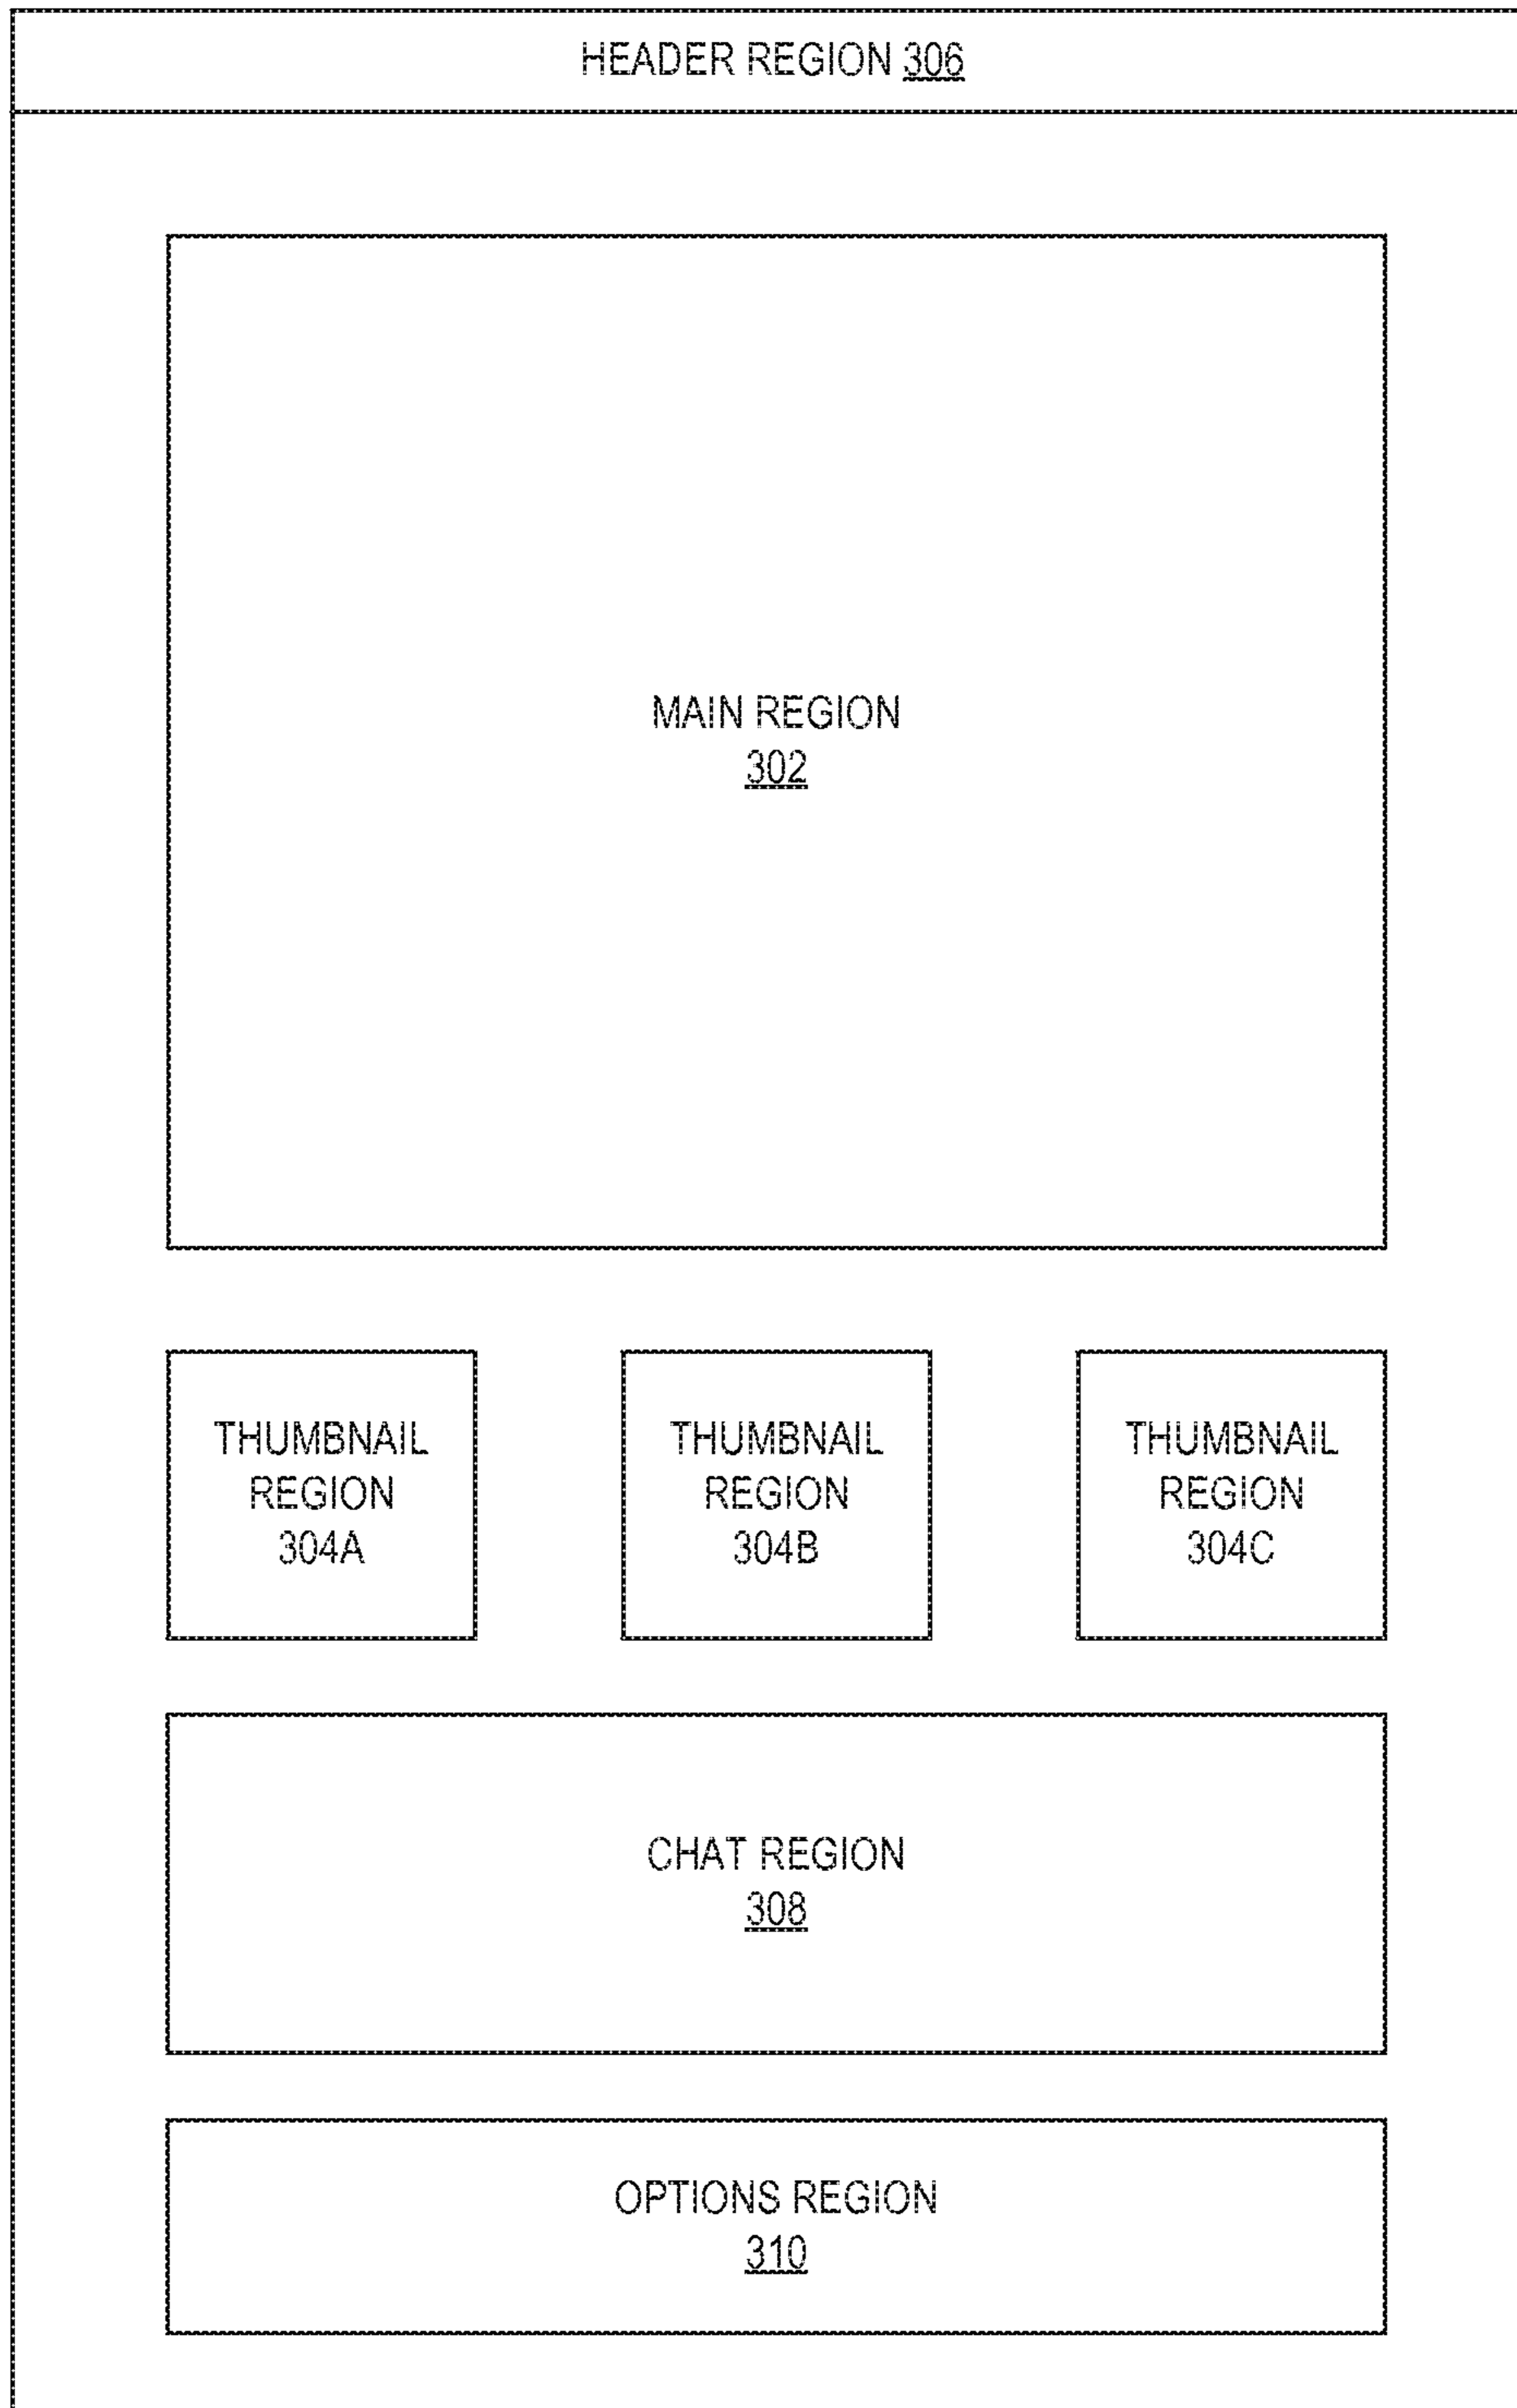 HEADER REGION 306
MAIN REGION
302
THUMBNAIL
REGION
304A
THUMBNAIL
REGION
304B
THUMBNAIL
REGION
304C
CHAT REGION
308
OPTIONS REGION
310